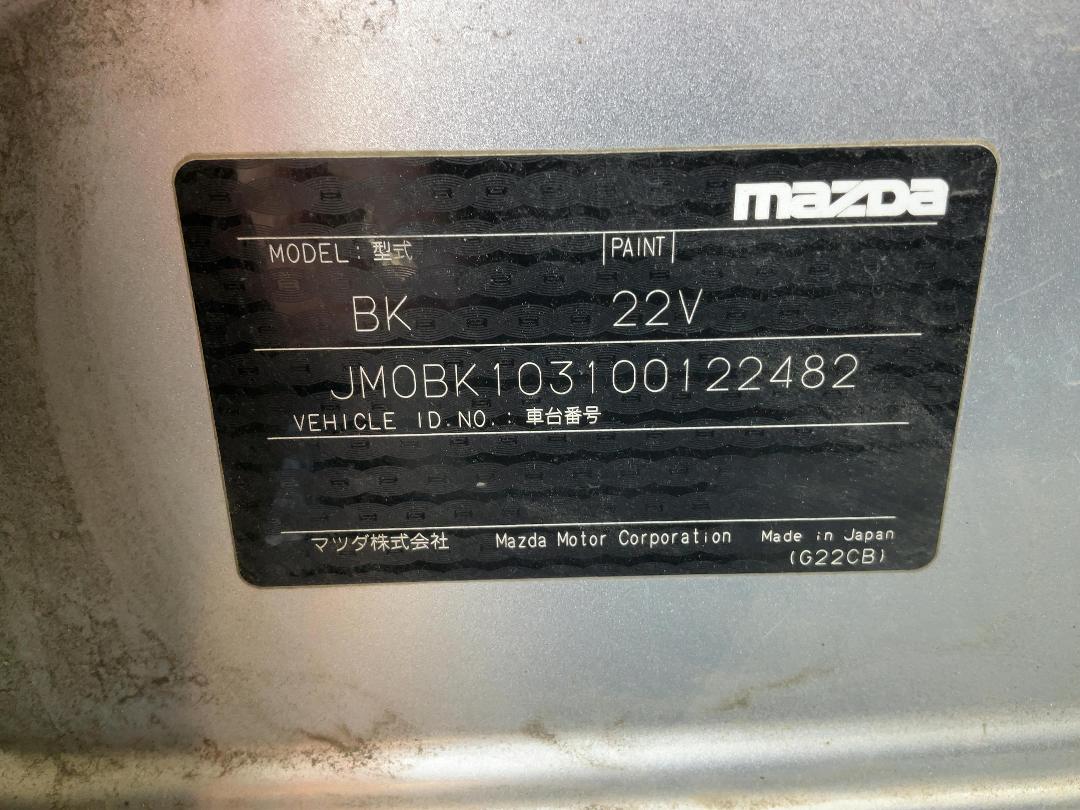 mazda
MODEL : 型式 PAINT
BK 22V
JM0BK103100122482
VEHICLE ID.NO. : 車台番号
マツダ株式会社 Mazda Motor Corporation Made in Japan
(G22CB)